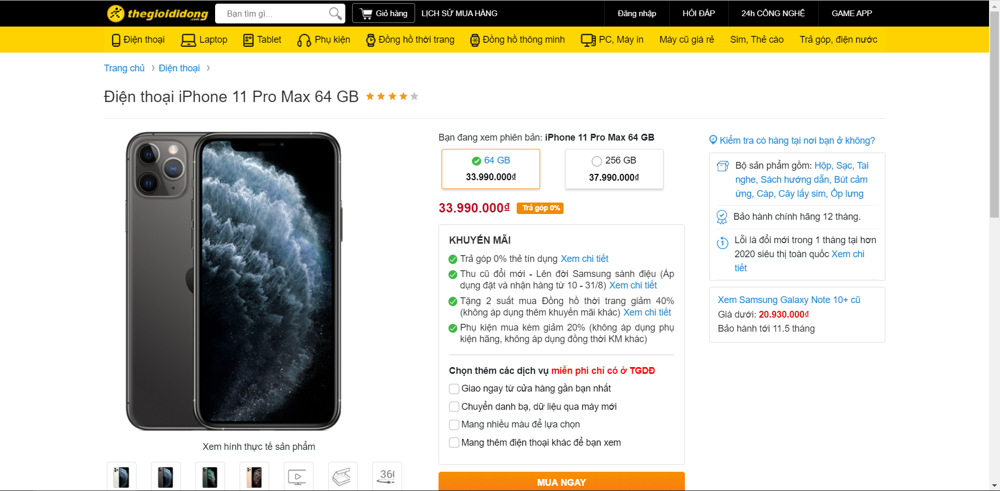 thegioididong
.com
Bạn tìm gì...
Giỏ hàng
LỊCH SỬ MUA HÀNG
Đăng nhập
HỎI ĐÁP
24h CÔNG NGHỆ
GAME APP
Điện thoại
Laptop
Tablet
Phụ kiện
Đồng hồ thời trang
Đồng hồ thông minh
PC, Máy in
Máy cũ giá rẻ
Sim, Thẻ cào
Trả góp, điện nước
Trang chủ › Điện thoại ›
Điện thoại iPhone 11 Pro Max 64 GB
Xem hình thực tế sản phẩm
360
Bạn đang xem phiên bản: iPhone 11 Pro Max 64 GB
64 GB
33.990.000₫
256 GB
37.990.000₫
33.990.000₫ Trả góp 0%
KHUYẾN MÃI
Trả góp 0% thẻ tín dụng Xem chi tiết
Thu cũ đổi mới - Lên đời Samsung sành điệu (Áp
dụng đặt và nhận hàng từ 10 - 31/8) Xem chi tiết
Tặng 2 suất mua Đồng hồ thời trang giảm 40%
(không áp dụng thêm khuyến mãi khác) Xem chi tiết
Phụ kiện mua kèm giảm 20% (không áp dụng phụ
kiện hãng, không áp dụng đồng thời KM khác)
Chọn thêm các dịch vụ miễn phí chỉ có ở TGDĐ
Giao ngay từ cửa hàng gần bạn nhất
Chuyển danh bạ, dữ liệu qua máy mới
Mang nhiều màu để lựa chọn
Mang thêm điện thoại khác để bạn xem
MUA NGAY
Kiểm tra có hàng tại nơi bạn ở không?
Bộ sản phẩm gồm: Hộp, Sạc, Tai
nghe, Sách hướng dẫn, Bút cảm
ứng, Cáp, Cây lấy sim, Ốp lưng
Bảo hành chính hãng 12 tháng.
1
Lỗi là đổi mới trong 1 tháng tại hơn
2020 siêu thị toàn quốc Xem chi
tiết
Xem Samsung Galaxy Note 10+ cũ
Giá dưới: 20.930.000₫
Bảo hành tới 11.5 tháng